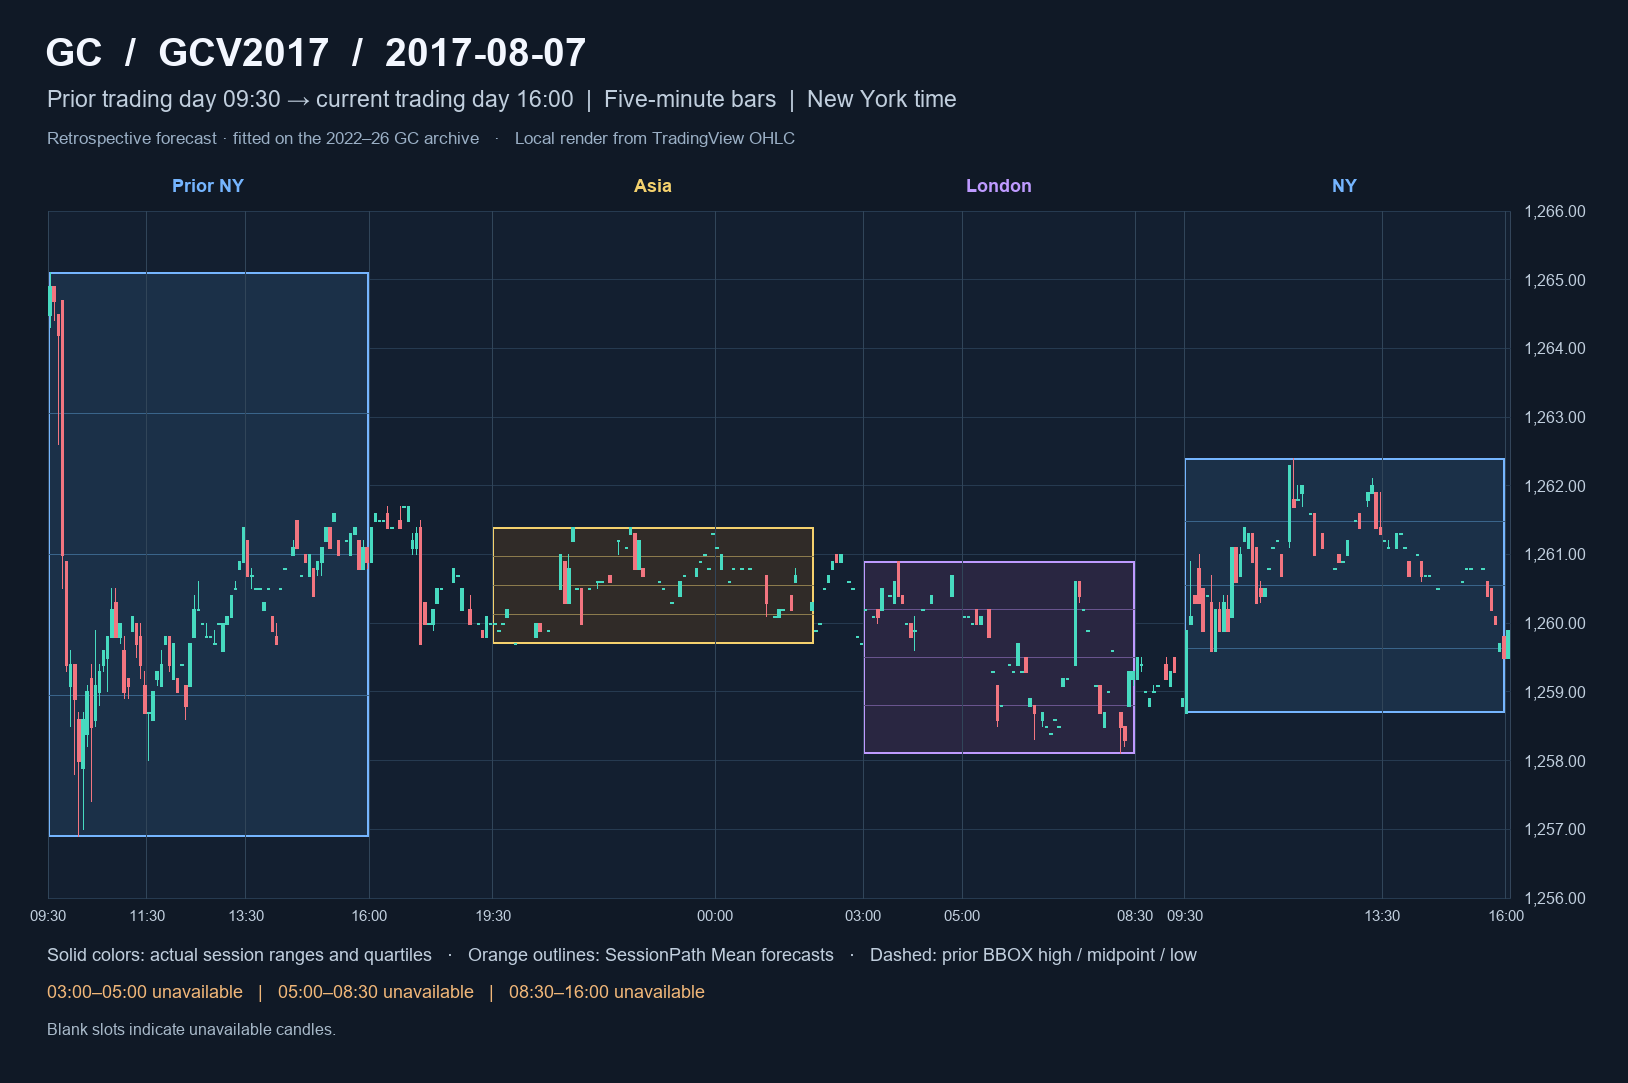 GC / GCV2017 / 2017-08-07
Prior trading day 09:30 → current trading day 16:00 | Five-minute bars | New York time
Retrospective forecast · fitted on the 2022–26 GC archive · Local render from TradingView OHLC
Prior NY Asia London NY
1,266.00
1,265.00
1,264.00
1,263.00
1,262.00
1,261.00
1,260.00
1,259.00
1,258.00
1,257.00
1,256.00
09:30 11:30 13:30 16:00 19:30 00:00 03:00 05:00 08:30 09:30 13:30 16:00
Solid colors: actual session ranges and quartiles · Orange outlines: SessionPath Mean forecasts · Dashed: prior BBOX high / midpoint / low
03:00–05:00 unavailable | 05:00–08:30 unavailable | 08:30–16:00 unavailable
Blank slots indicate unavailable candles.